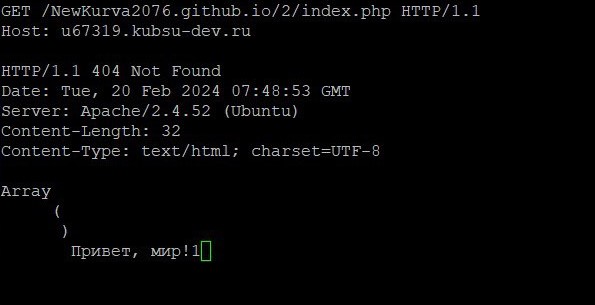 GET /NewKurva2076.github.io/2/index.php HTTP/1.1
Host: u67319.kubsu-dev.ru
HTTP/1.1 404 Not Found
Date: Tue, 20 Feb 2024 07:48:53 GMT
Server: Apache/2.4.52 (Ubuntu)
Content-Length: 32
Content-Type: text/html; charset=UTF-8
Array
(
)
Привет, мир!1